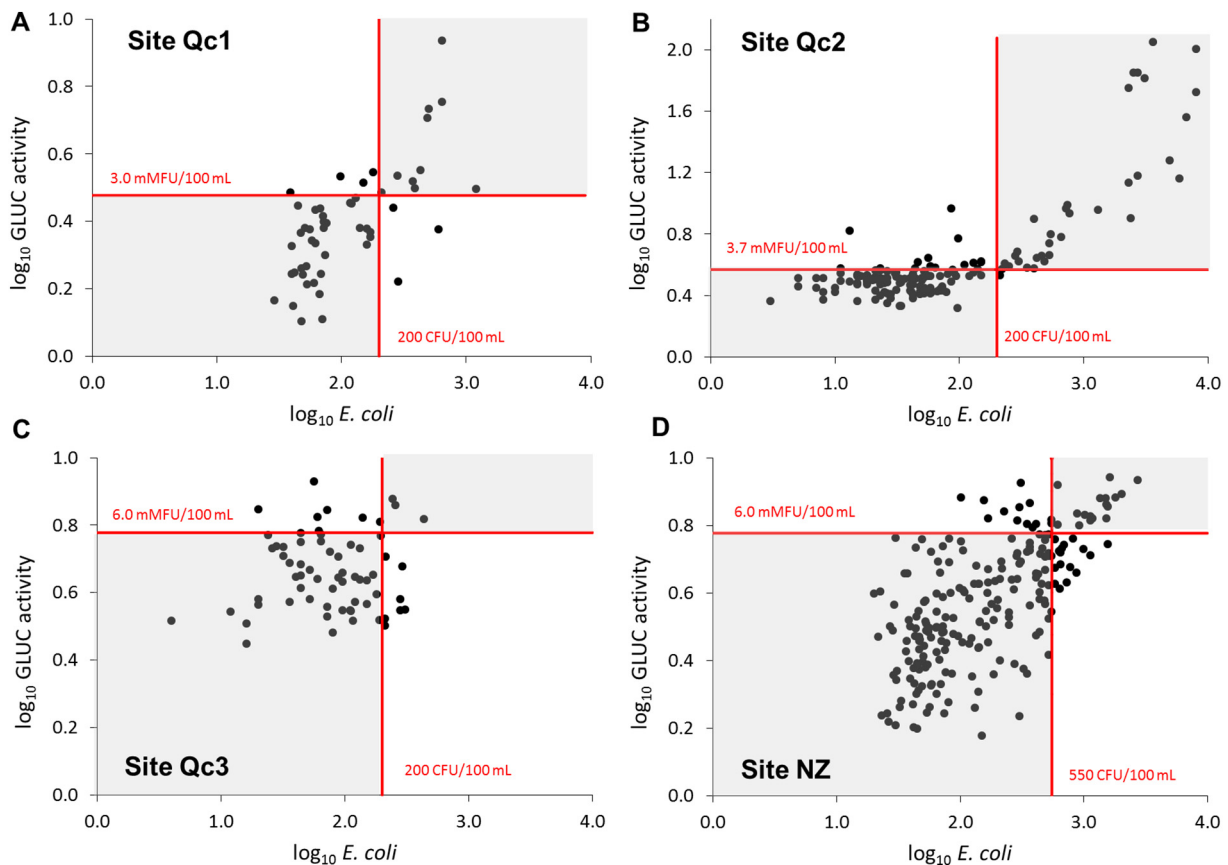 A
Site Qc1
log10 GLUC activity
1.0
0.8
0.6
0.4
0.2
0.0
3.0 mMFU/100 mL
200 CFU/100 mL
0.0 1.0 2.0 3.0 4.0
log10 E. coli
B
Site Qc2
log10 GLUC activity
2.0
1.6
1.2
0.8
0.4
0.0
3.7 mMFU/100 mL
200 CFU/100 mL
0.0 1.0 2.0 3.0 4.0
log10 E. coli
C
log10 GLUC activity
1.0
0.8
0.6
0.4
0.2
0.0
6.0 mMFU/100 mL
Site Qc3
200 CFU/100 mL
0.0 1.0 2.0 3.0 4.0
log10 E. coli
D
log10 GLUC activity
1.0
0.8
0.6
0.4
0.2
0.0
6.0 mMFU/100 mL
Site NZ
550 CFU/100 mL
0.0 1.0 2.0 3.0 4.0
log10 E. coli